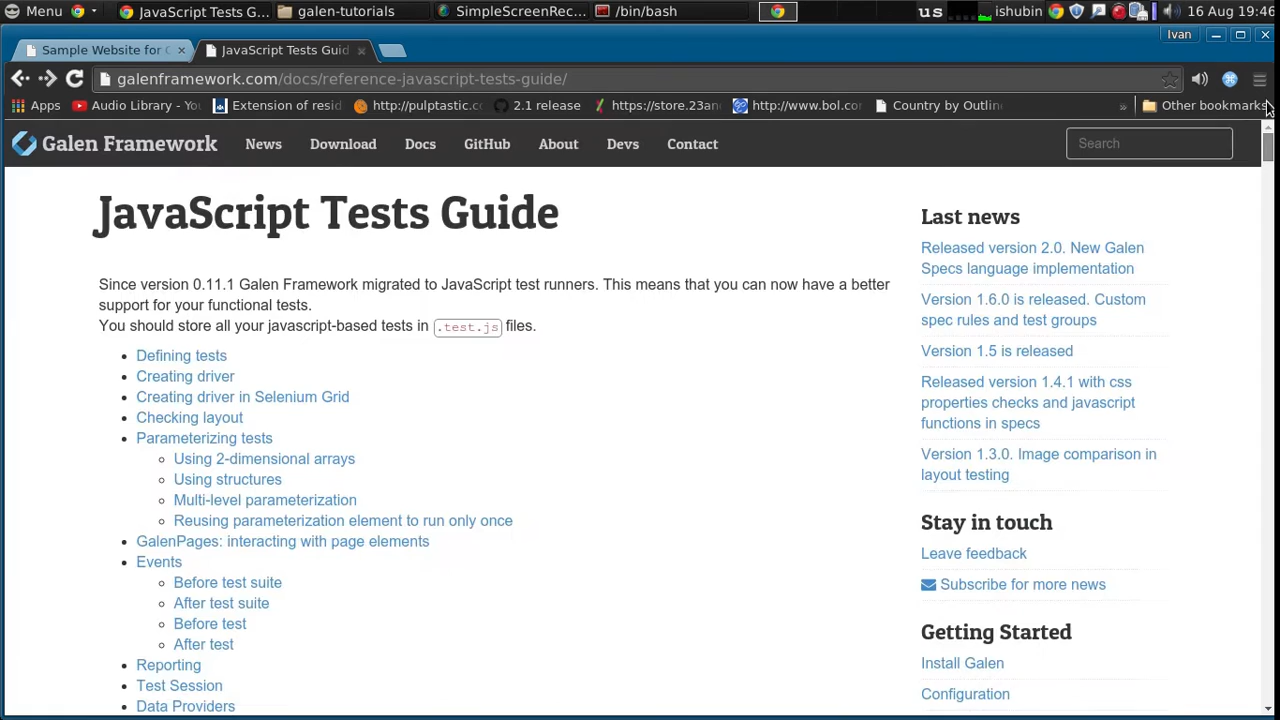 Menu
JavaScript Tests G...
galen-tutorials
SimpleScreenRec...
/bin/bash
us
ishubin
16 Aug 19:46
Sample Website for G
JavaScript Tests Guid
Ivan
galenframework.com/docs/reference-javascript-tests-guide/
Apps
Audio Library - Yo
Extension of resid
http://pulptastic.c
2.1 release
https://store.23an
http://www.bol.co
Country by Outlin
»
Other bookmarks
Galen Framework
News
Download
Docs
GitHub
About
Devs
Contact
Search
JavaScript Tests Guide
Since version 0.11.1 Galen Framework migrated to JavaScript test runners. This means that you can now have a better
support for your functional tests.
You should store all your javascript-based tests in .test.js files.
Defining tests
Creating driver
Creating driver in Selenium Grid
Checking layout
Parameterizing tests
Using 2-dimensional arrays
Using structures
Multi-level parameterization
Reusing parameterization element to run only once
GalenPages: interacting with page elements
Events
Before test suite
After test suite
Before test
After test
Reporting
Test Session
Data Providers
Last news
Released version 2.0. New Galen
Specs language implementation
Version 1.6.0 is released. Custom
spec rules and test groups
Version 1.5 is released
Released version 1.4.1 with css
properties checks and javascript
functions in specs
Version 1.3.0. Image comparison in
layout testing
Stay in touch
Leave feedback
Subscribe for more news
Getting Started
Install Galen
Configuration